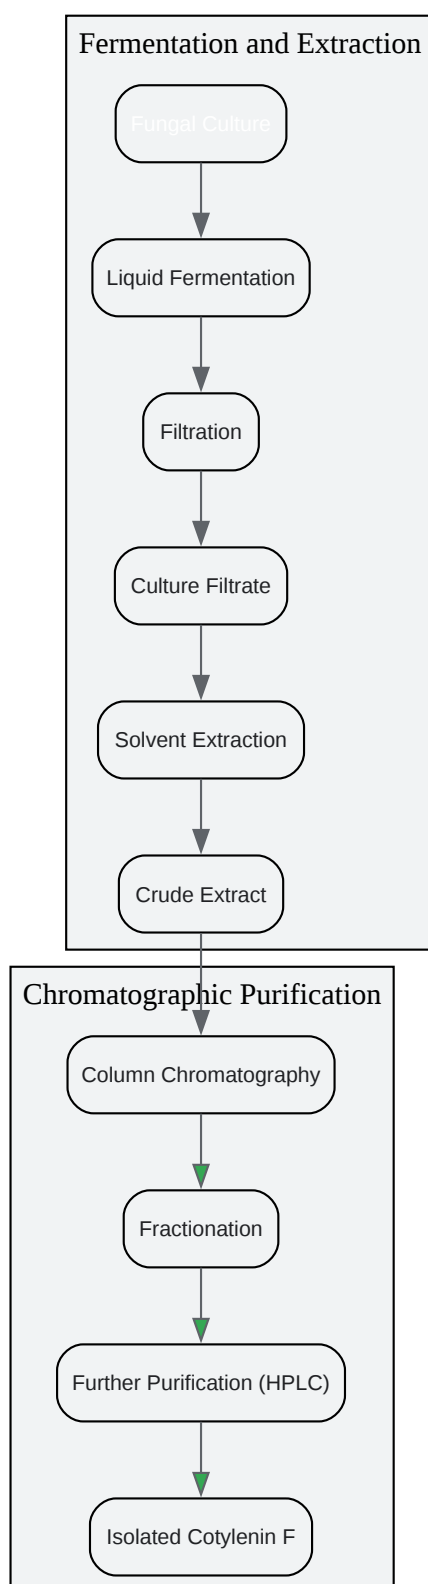 Fermentation and Extraction
Fungal Culture
Liquid Fermentation
Filtration
Culture Filtrate
Solvent Extraction
Crude Extract
Chromatographic Purification
Column Chromatography
Fractionation
Further Purification (HPLC)
Isolated Cotylenin F